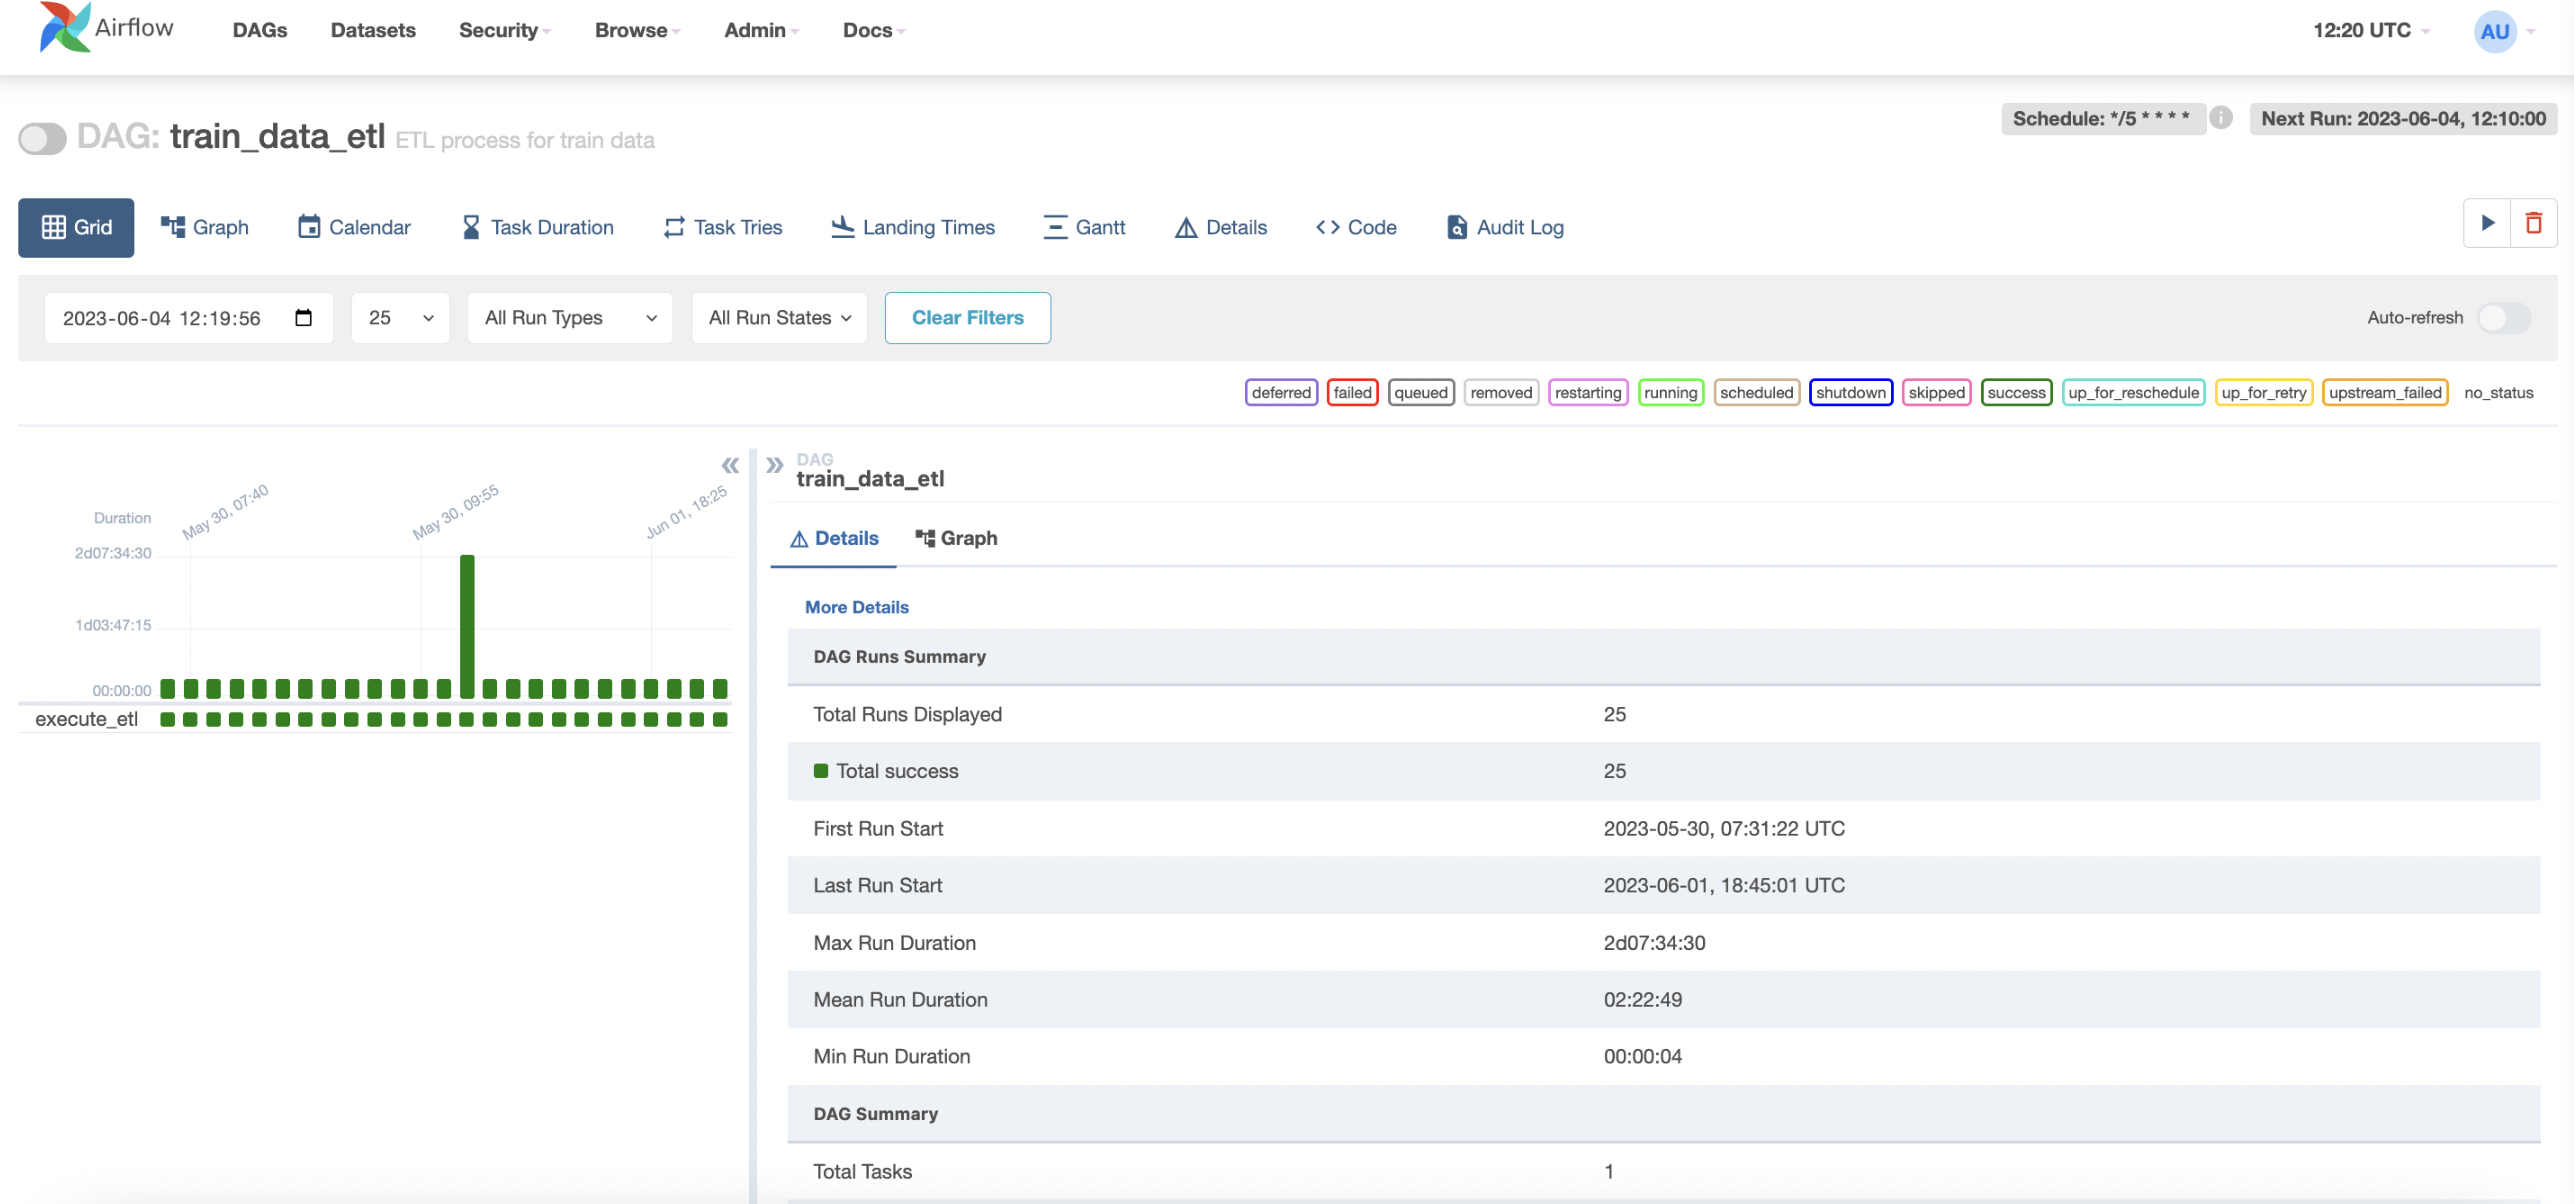 Airflow DAGs Datasets Security Browse Admin Docs 12:20 UTC AU
Schedule: */5 * * * * i Next Run: 2023-06-04, 12:10:00
DAG: train_data_etl ETL process for train data
Grid Graph Calendar Task Duration Task Tries Landing Times Gantt Details Code Audit Log
2023-06-04 12:19:56 25 All Run Types All Run States Clear Filters Auto-refresh
deferred failed queued removed restarting running scheduled shutdown skipped success up_for_reschedule up_for_retry upstream_failed no_status
May 30, 07:40 May 30, 09:55 Jun 01, 18:25
Duration
2d07:34:30
1d03:47:15
00:00:00
execute_etl
DAG
train_data_etl
Details Graph
More Details
DAG Runs Summary
Total Runs Displayed 25
Total success 25
First Run Start 2023-05-30, 07:31:22 UTC
Last Run Start 2023-06-01, 18:45:01 UTC
Max Run Duration 2d07:34:30
Mean Run Duration 02:22:49
Min Run Duration 00:00:04
DAG Summary
Total Tasks 1